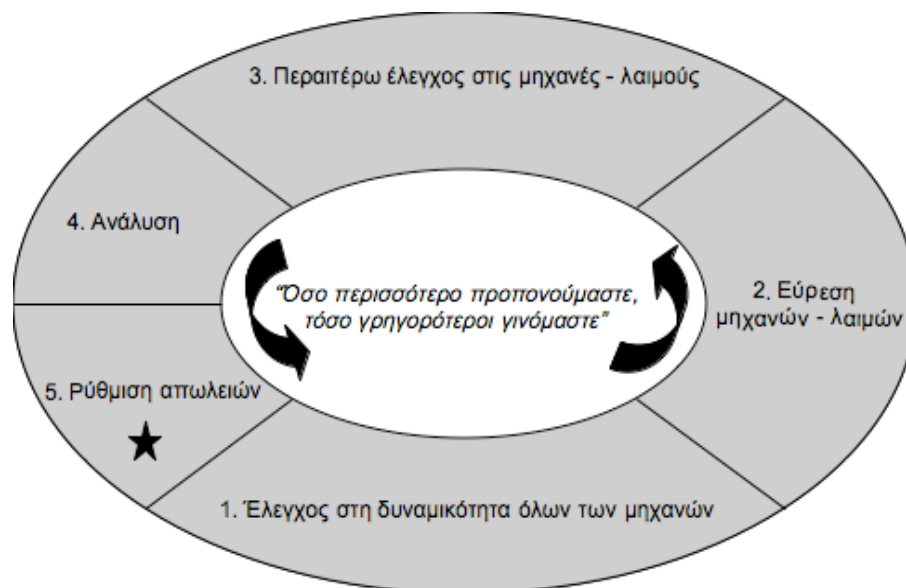 3. Περαιτέρω έλεγχος στις μηχανές - λαιμούς
4. Ανάλυση
"Όσο περισσότερο προπονούμαστε,
τόσο γρηγορότεροι γινόμαστε"
2. Εύρεση
μηχανών - λαιμών
5. Ρύθμιση απωλειών
1. Έλεγχος στη δυναμικότητα όλων των μηχανών